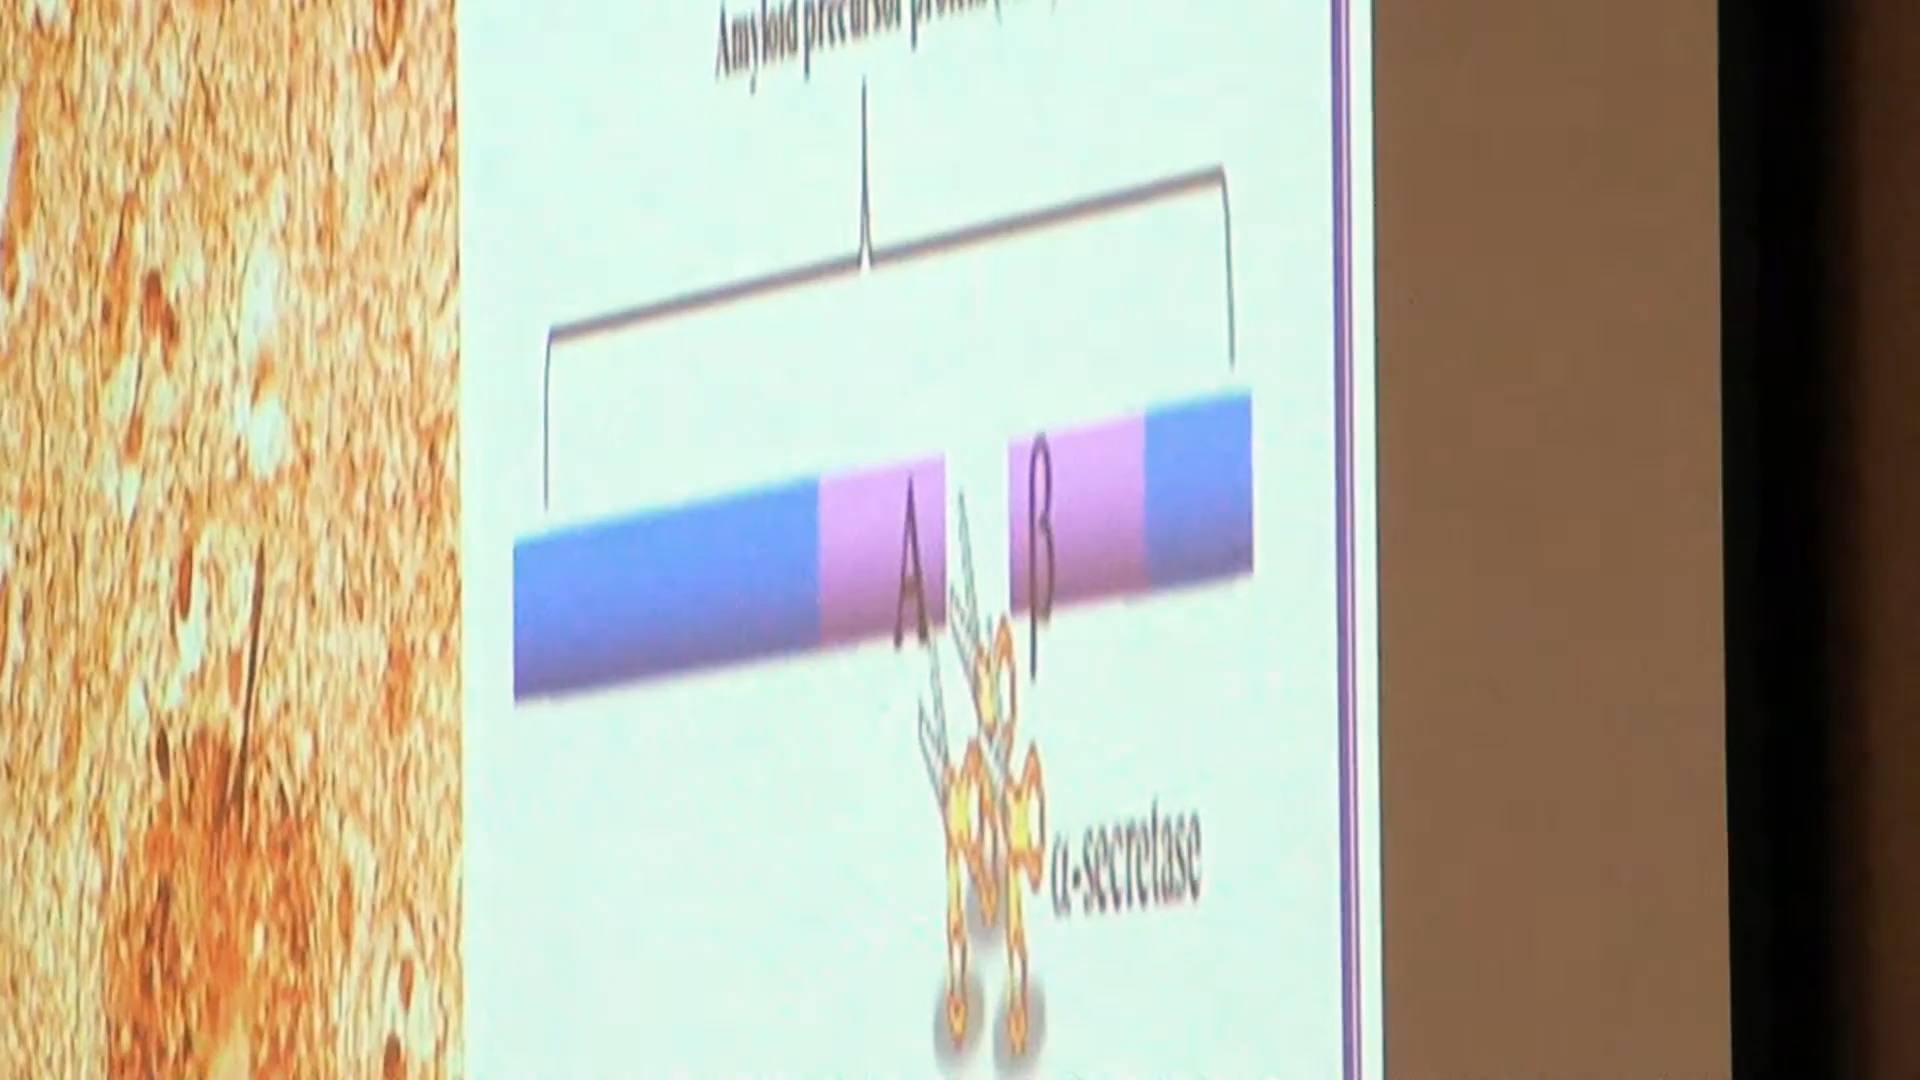 Amyloid precursor protein
A β
α-secretase